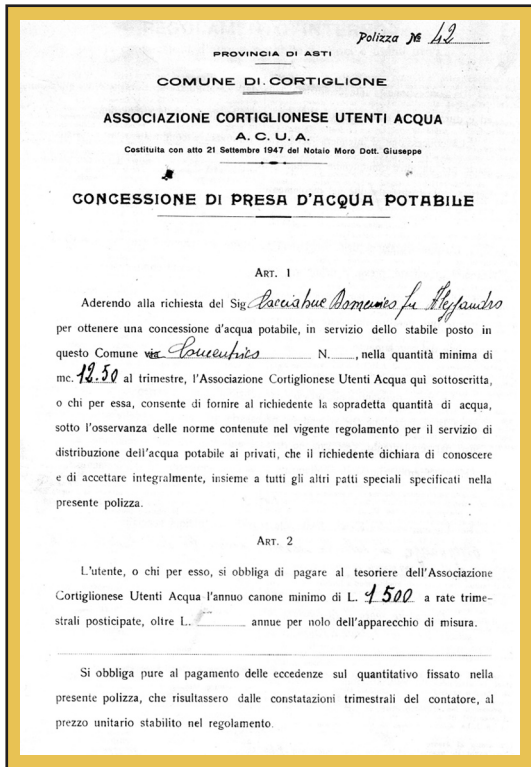 Polizza № 42
PROVINCIA DI ASTI
COMUNE DI CORTIGLIONE
ASSOCIAZIONE CORTIGLIONESE UTENTI ACQUA
A. C. U. A.
Costituita con atto 21 Settembre 1947 del Notaio Moro Dott. Giuseppe
CONCESSIONE DI PRESA D'ACQUA POTABILE
ART. 1
Aderendo alla richiesta del Sig. Cacciabue Domenico fu Alessandro
per ottenere una concessione d'acqua potabile, in servizio dello stabile posto in
questo Comune via Concentrico N. , nella quantità minima di
mc. 12.50 al trimestre, l'Associazione Cortiglionese Utenti Acqua quì sottoscritta,
o chi per essa, consente di fornire al richiedente la sopradetta quantità di acqua,
sotto l'osservanza delle norme contenute nel vigente regolamento per il servizio di
distribuzione dell'acqua potabile ai privati, che il richiedente dichiara di conoscere
e di accettare integralmente, insieme a tutti gli altri patti speciali specificati nella
presente polizza.
ART. 2
L'utente, o chi per esso, si obbliga di pagare al tesoriere dell'Associazione
Cortiglionese Utenti Acqua l'annuo canone minimo di L. 1500 a rate trime-
strali posticipate, oltre L. annue per nolo dell'apparecchio di misura.
Si obbliga pure al pagamento delle eccedenze sul quantitativo fissato nella
presente polizza, che risultassero dalle constatazioni trimestrali del contatore, al
prezzo unitario stabilito nel regolamento.